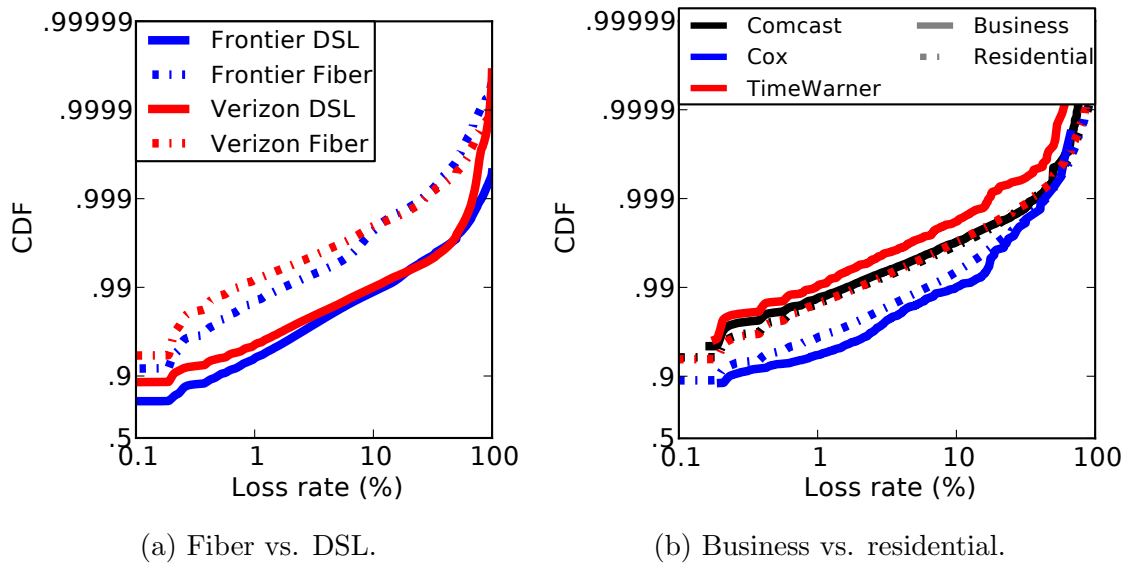 .99999
.9999
.999
.99
.9
.5
CDF
Frontier DSL
Frontier Fiber
Verizon DSL
Verizon Fiber
0.1 1 10 100
Loss rate (%)
(a) Fiber vs. DSL.
.99999
.9999
.999
.99
.9
.5
CDF
Comcast Business
Cox Residential
TimeWarner
0.1 1 10 100
Loss rate (%)
(b) Business vs. residential.